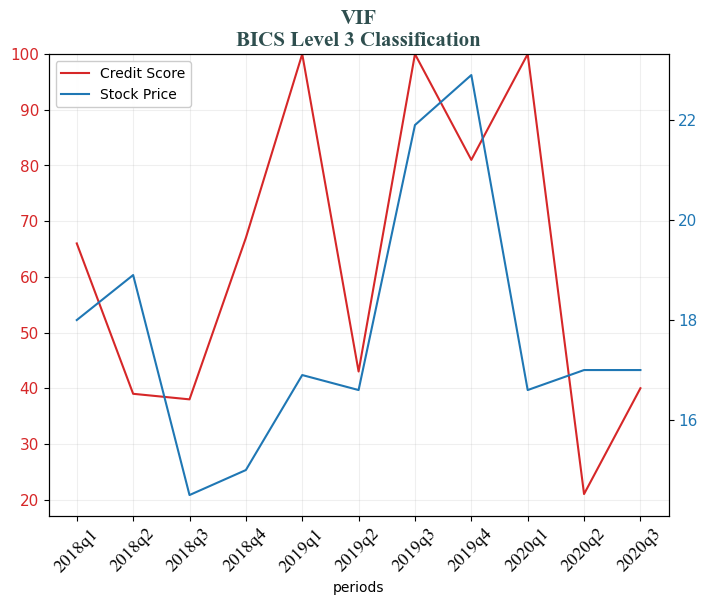 VIF
BICS Level 3 Classification
Credit Score
Stock Price
100
90
80
70
60
50
40
30
20
22
20
18
16
2018q1
2018q2
2018q3
2018q4
2019q1
2019q2
2019q3
2019q4
2020q1
2020q2
2020q3
periods